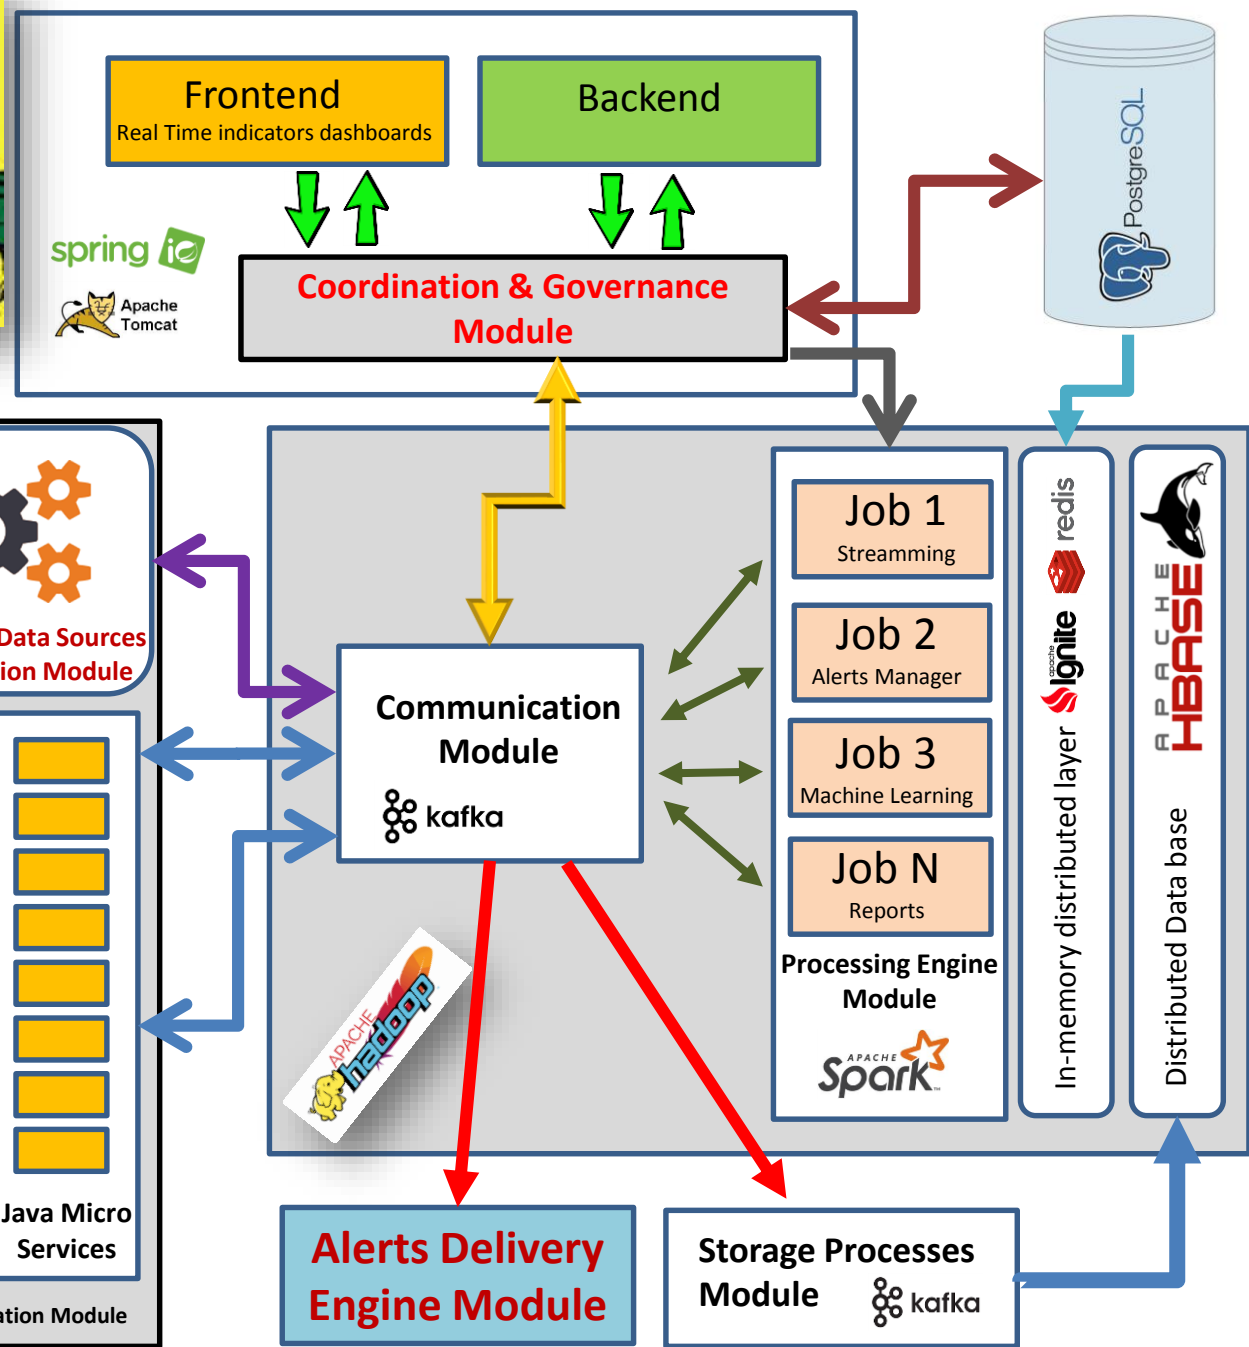 Frontend
Real Time indicators dashboards
Backend
PostgreSQL
spring
Apache
Tomcat
Coordination & Governance
Module
Data Sources
ion Module
Communication
Module
kafka
Job 1
Streamming
Job 2
Alerts Manager
Job 3
Machine Learning
Job N
Reports
Processing Engine
Module
APACHE
Spark
In-memory distributed layer
apache
Ignite
redis
Distributed Data base
APACHE
HBASE
APACHE
hadoop
Java Micro
Services
ation Module
Alerts Delivery
Engine Module
Storage Processes
Module
kafka